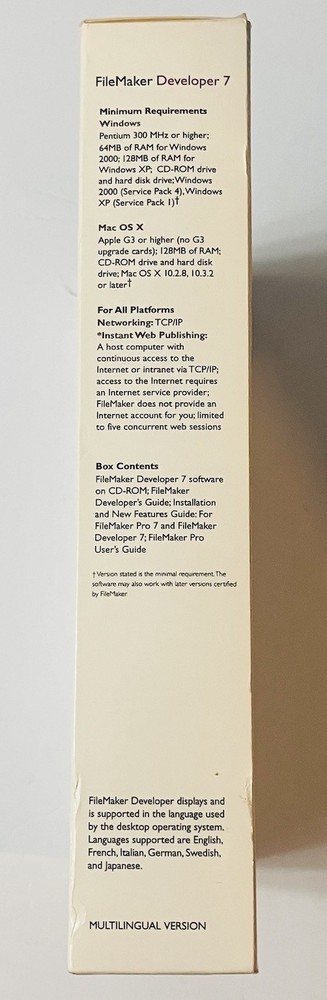 FileMaker Developer 7
Minimum Requirements
Windows
Pentium 300 MHz or higher;
64MB of RAM for Windows
2000; 128MB of RAM for
Windows XP; CD-ROM drive
and hard disk drive; Windows
2000 (Service Pack 4), Windows
XP (Service Pack 1)†
Mac OS X
Apple G3 or higher (no G3
upgrade cards); 128MB of RAM;
CD-ROM drive and hard disk
drive; Mac OS X 10.2.8, 10.3.2
or later†
For All Platforms
Networking: TCP/IP
*Instant Web Publishing:
A host computer with
continuous access to the
Internet or intranet via TCP/IP;
access to the Internet requires
an Internet service provider;
FileMaker does not provide an
Internet account for you; limited
to five concurrent web sessions
Box Contents
FileMaker Developer 7 software
on CD-ROM; FileMaker
Developer's Guide; Installation
and New Features Guide: For
FileMaker Pro 7 and FileMaker
Developer 7; FileMaker Pro
User's Guide
† Version stated is the minimal requirement. The
software may also work with later versions certified
by FileMaker.
FileMaker Developer displays and
is supported in the language used
by the desktop operating system.
Languages supported are English,
French, Italian, German, Swedish,
and Japanese.
MULTILINGUAL VERSION